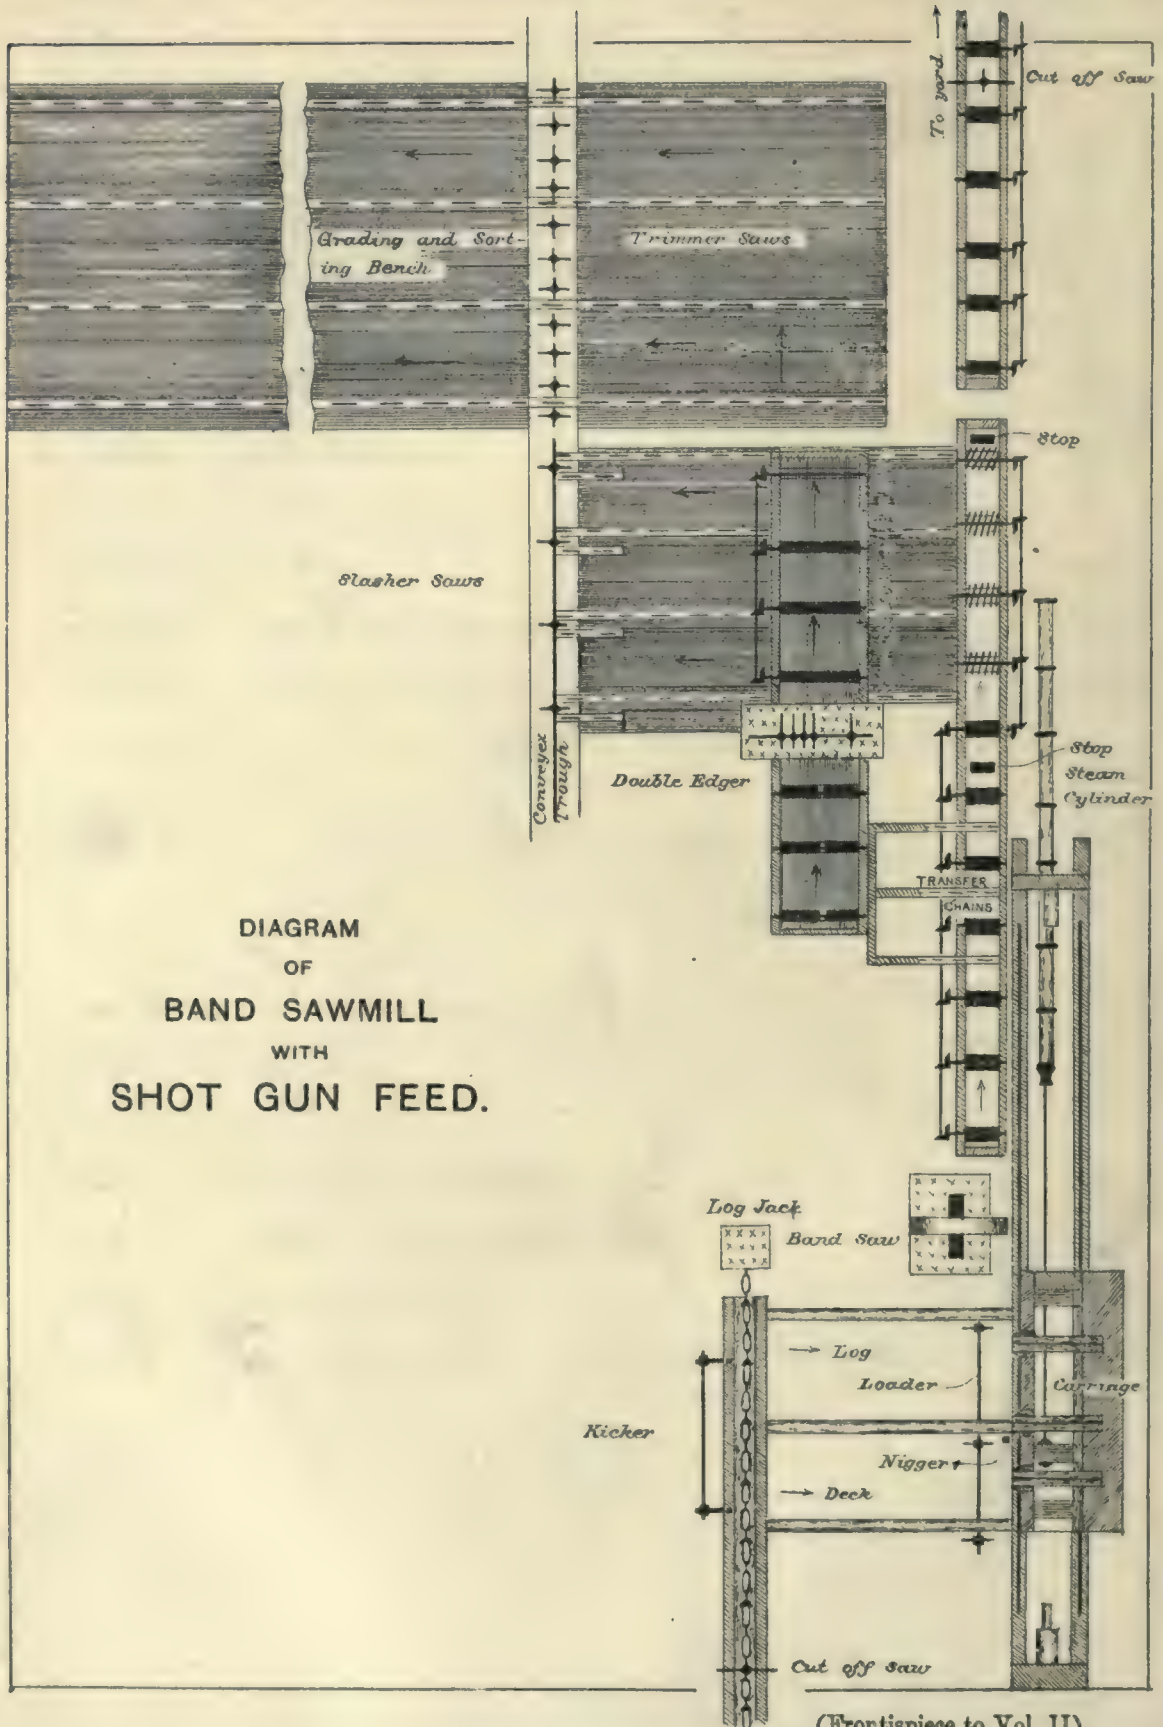 To yard
Cut off Saw
Grading and Sort-
ing Bench
Trimmer Saws
Stop
Slasher Saws
Conveyex
Trough
Double Edger
Stop
Steam
Cylinder
TRANSFER
CHAINS
DIAGRAM
OF
BAND SAWMILL
WITH
SHOT GUN FEED.
Log Jack
Band Saw
Log
Loader
Carriage
Kicker
Nigger
Deck
Cut off Saw
(Frontispiece to Vol. II)